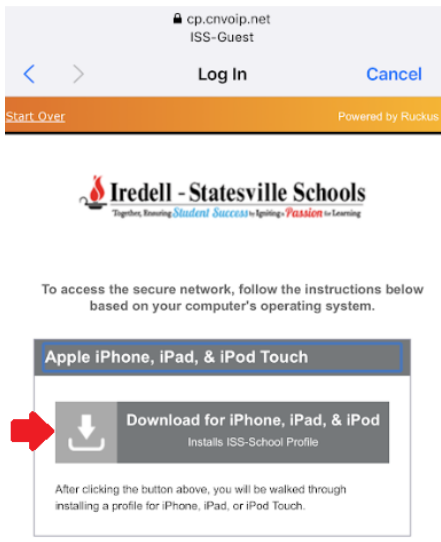 cp.cnvoip.net
ISS-Guest
Log In
Cancel
Start Over
Powered by Ruckus
Iredell - Statesville Schools
Together, Ensuring Student Success by Igniting a Passion for Learning
To access the secure network, follow the instructions below
based on your computer's operating system.
Apple iPhone, iPad, & iPod Touch
Download for iPhone, iPad, & iPod
Installs ISS-School Profile
After clicking the button above, you will be walked through
installing a profile for iPhone, iPad, or iPod Touch.